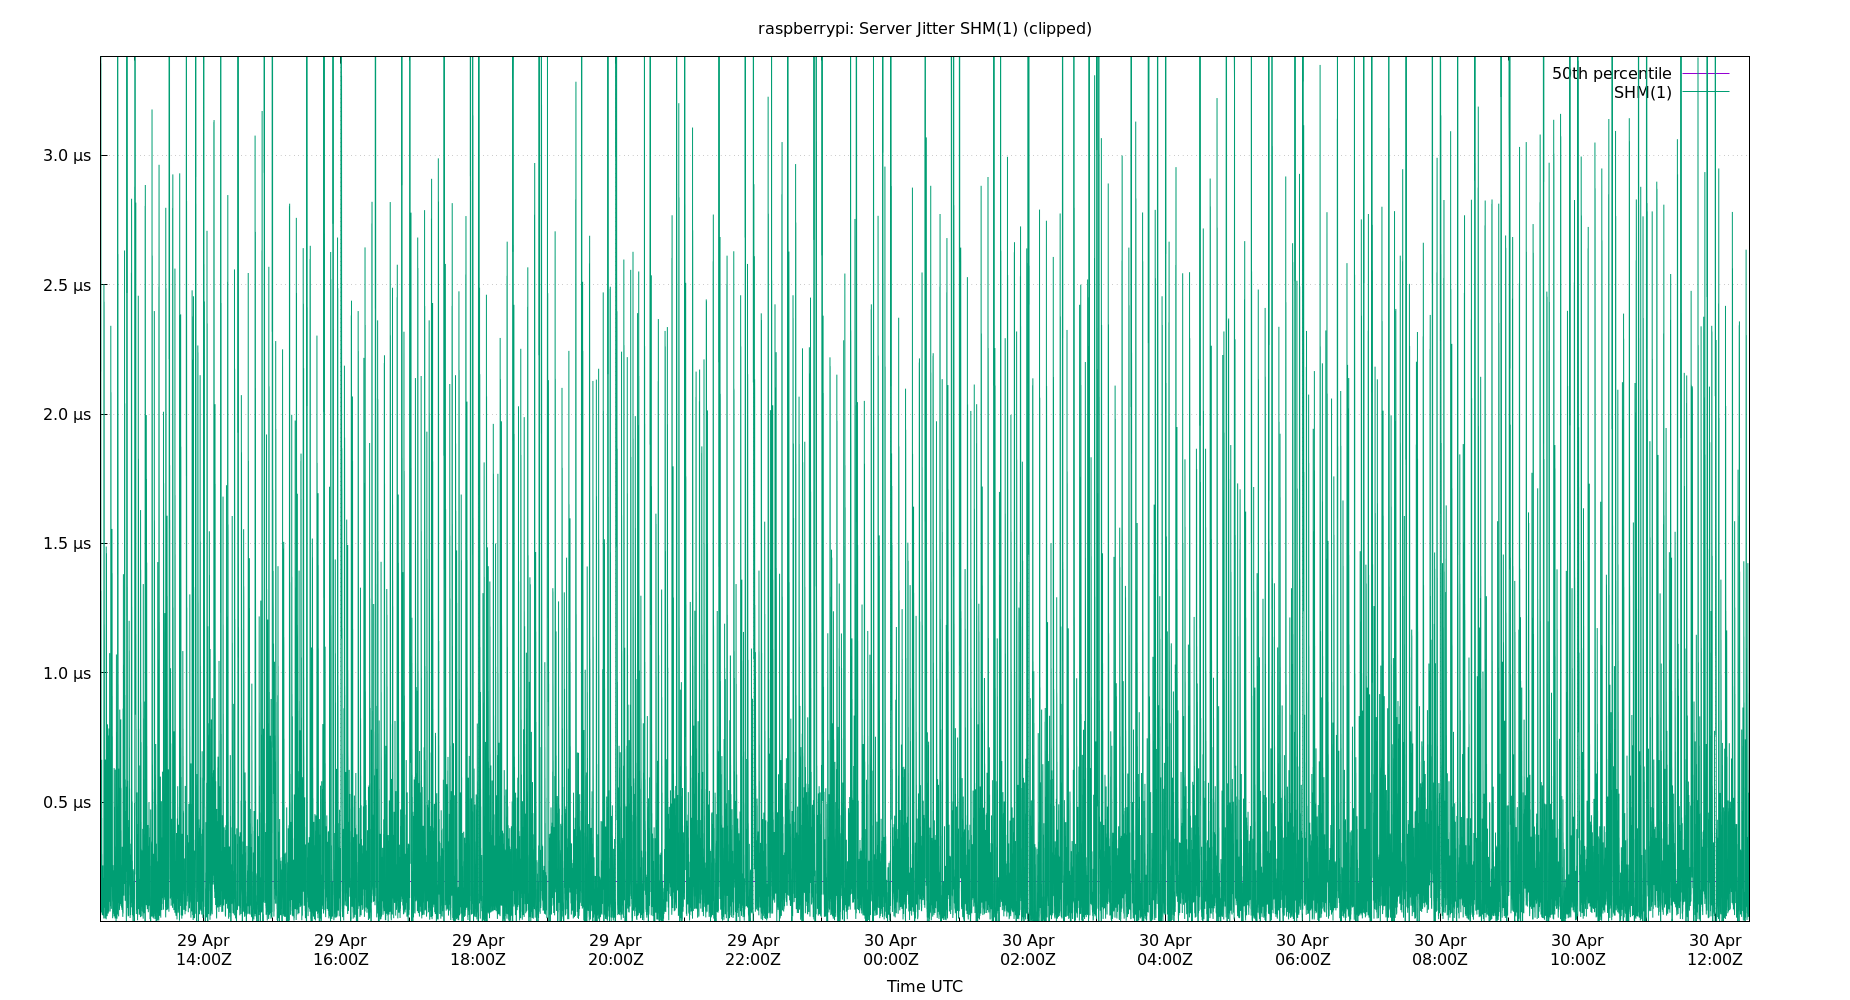 raspberrypi: Server Jitter SHM(1) (clipped)
50th percentile
SHM(1)
3.0 µs
2.5 µs
2.0 µs
1.5 µs
1.0 µs
0.5 µs
29 Apr 29 Apr 29 Apr 29 Apr 29 Apr 30 Apr 30 Apr 30 Apr 30 Apr 30 Apr 30 Apr 30 Apr
14:00Z 16:00Z 18:00Z 20:00Z 22:00Z 00:00Z 02:00Z 04:00Z 06:00Z 08:00Z 10:00Z 12:00Z
Time UTC